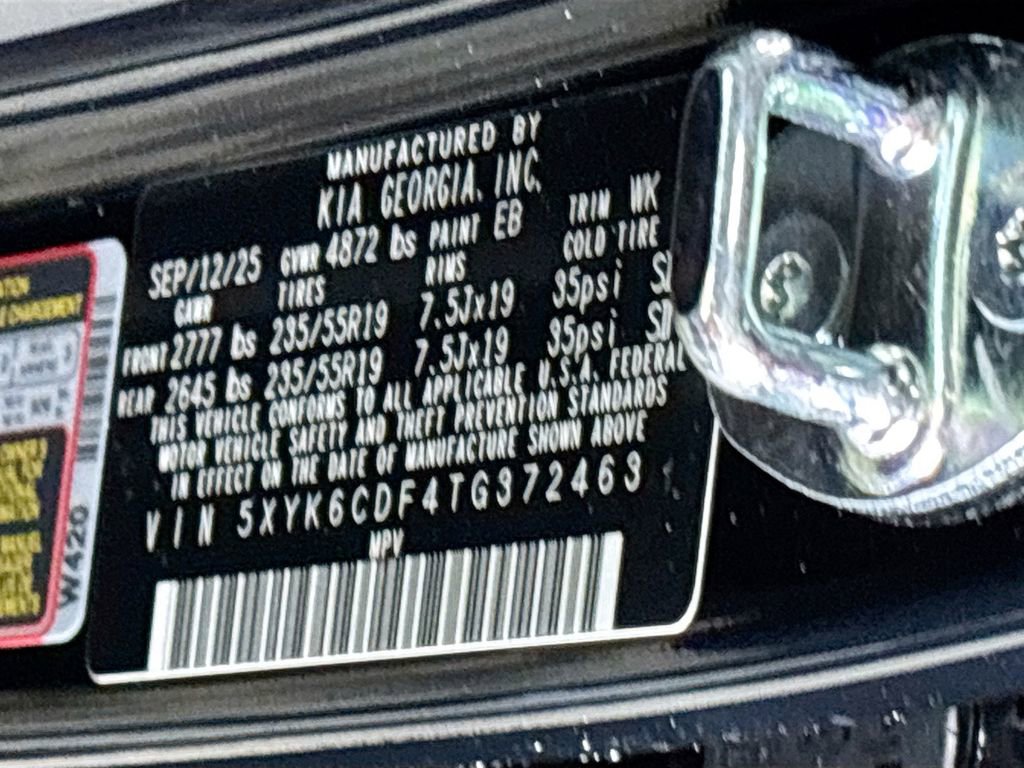 MANUFACTURED BY
KIA GEORGIA, INC.
SEP/12/25 GVWR 4872 lbs PAINT EB TRIM WK
GAWR TIRES RIMS COLD TIRE
FRONT 2777 lbs 235/55R19 7.5Jx19 35psi
REAR 2645 lbs 235/55R19 7.5Jx19 35psi
THIS VEHICLE CONFORMS TO ALL APPLICABLE U.S.A. FEDERAL
MOTOR VEHICLE SAFETY AND THEFT PREVENTION STANDARDS
IN EFFECT ON THE DATE OF MANUFACTURE SHOWN ABOVE
VIN 5XYK6CDF4TG372463
MPV
W420